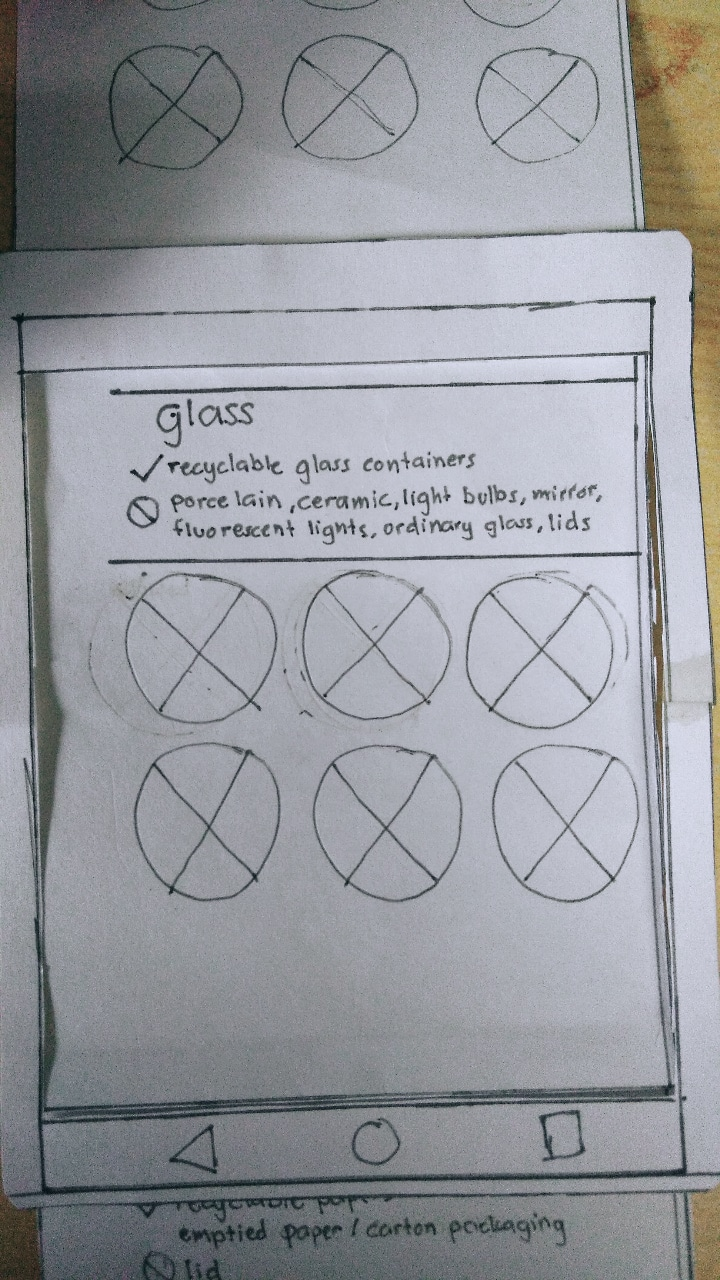 glass
recyclable glass containers
porcelain, ceramic, light bulbs, mirror,
fluorescent lights, ordinary glass, lids
recyclable
emptied paper / carton packaging
lid